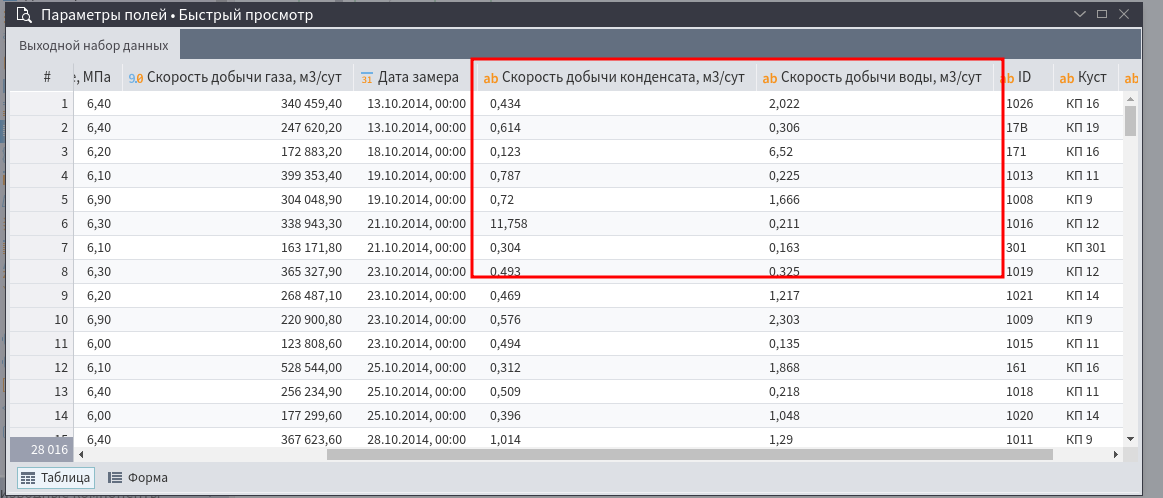 Параметры полей • Быстрый просмотр
Выходной набор данных
# е, МПа 9.0 Скорость добычи газа, м3/сут 31 Дата замера ab Скорость добычи конденсата, м3/сут ab Скорость добычи воды, м3/сут ab ID ab Куст ab
1 6,40 340 459,40 13.10.2014, 00:00 0,434 2,022 1026 КП 16
2 6,40 247 620,20 13.10.2014, 00:00 0,614 0,306 17В КП 19
3 6,20 172 883,20 18.10.2014, 00:00 0,123 6,52 171 КП 16
4 6,10 399 353,40 19.10.2014, 00:00 0,787 0,225 1013 КП 11
5 6,90 304 048,90 19.10.2014, 00:00 0,72 1,666 1008 КП 9
6 6,30 338 943,30 21.10.2014, 00:00 11,758 0,211 1016 КП 12
7 6,10 163 171,80 21.10.2014, 00:00 0,304 0,163 301 КП 301
8 6,30 365 327,90 23.10.2014, 00:00 0,493 0,325 1019 КП 12
9 6,20 268 487,10 23.10.2014, 00:00 0,469 1,217 1021 КП 14
10 6,90 220 900,80 23.10.2014, 00:00 0,576 2,303 1009 КП 9
11 6,00 123 808,60 23.10.2014, 00:00 0,494 0,135 1015 КП 11
12 6,10 528 544,00 25.10.2014, 00:00 0,312 1,868 161 КП 16
13 6,40 256 234,90 25.10.2014, 00:00 0,509 0,218 1018 КП 11
14 6,00 177 299,60 25.10.2014, 00:00 0,396 1,048 1020 КП 14
15 6,40 367 623,60 28.10.2014, 00:00 1,014 1,29 1011 КП 9
28 016
Таблица Форма